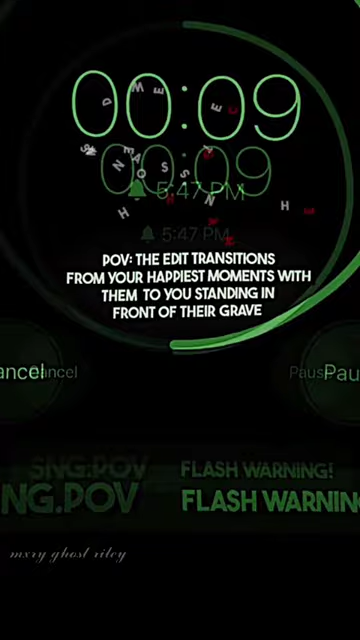 00:09
00:09
5:47 PM
5:47 PM
POV: THE EDIT TRANSITIONS
FROM YOUR HAPPIEST MOMENTS WITH
THEM TO YOU STANDING IN
FRONT OF THEIR GRAVE
ancel Cancel
Paus Pau
SNG.POV FLASH WARNING!
NG.POV FLASH WARNIN
mxry ghost riley